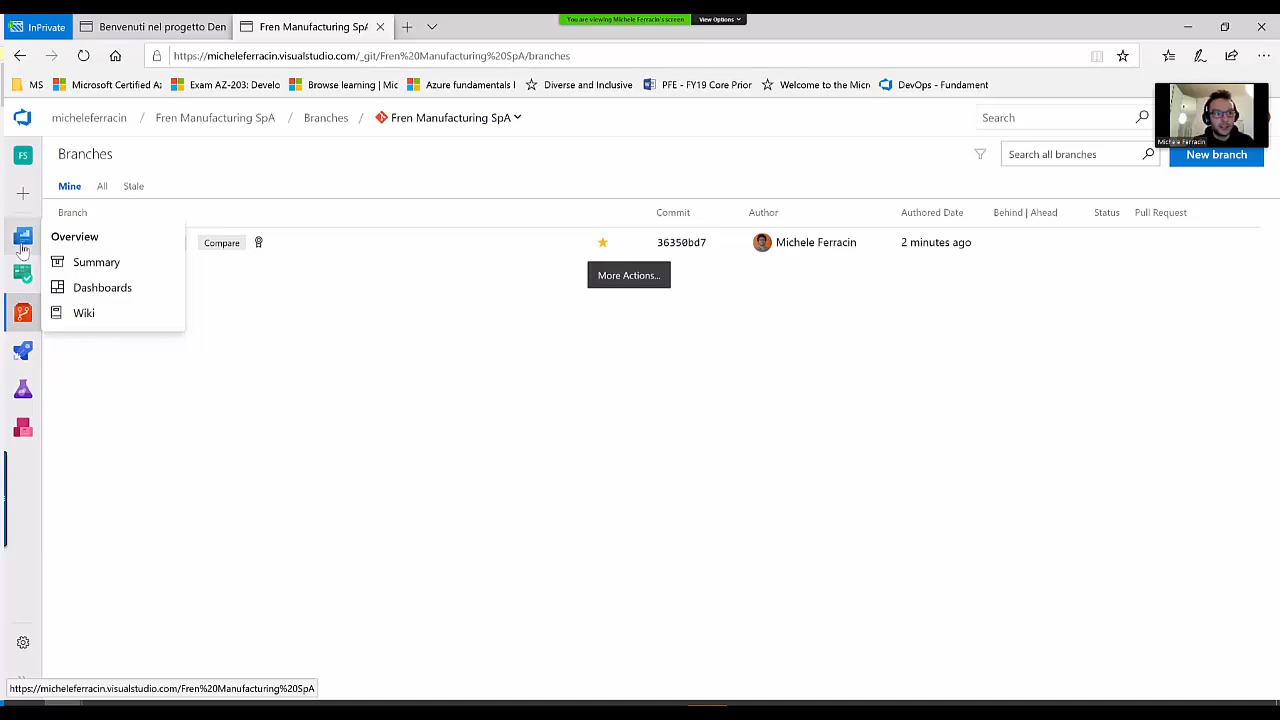 InPrivate
Benvenuti nel progetto Den
Fren Manufacturing SpA
You are viewing Michele Ferracin's screen
View Options
https://micheleferracin.visualstudio.com/_git/Fren%20Manufacturing%20SpA/branches
MS
Microsoft Certified Az
Exam AZ-203: Develo
Browse learning | Mic
Azure fundamentals l
Diverse and Inclusive
PFE - FY19 Core Prior
Welcome to the Micr
DevOps - Fundament
micheleferracin / Fren Manufacturing SpA / Branches / Fren Manufacturing SpA
Search
Michele Ferracin
FS
Branches
Search all branches
New branch
Mine All Stale
Branch Commit Author Authored Date Behind | Ahead Status Pull Request
Compare 36350bd7 Michele Ferracin 2 minutes ago
More Actions...
Overview
Summary
Dashboards
Wiki
https://micheleferracin.visualstudio.com/Fren%20Manufacturing%20SpA